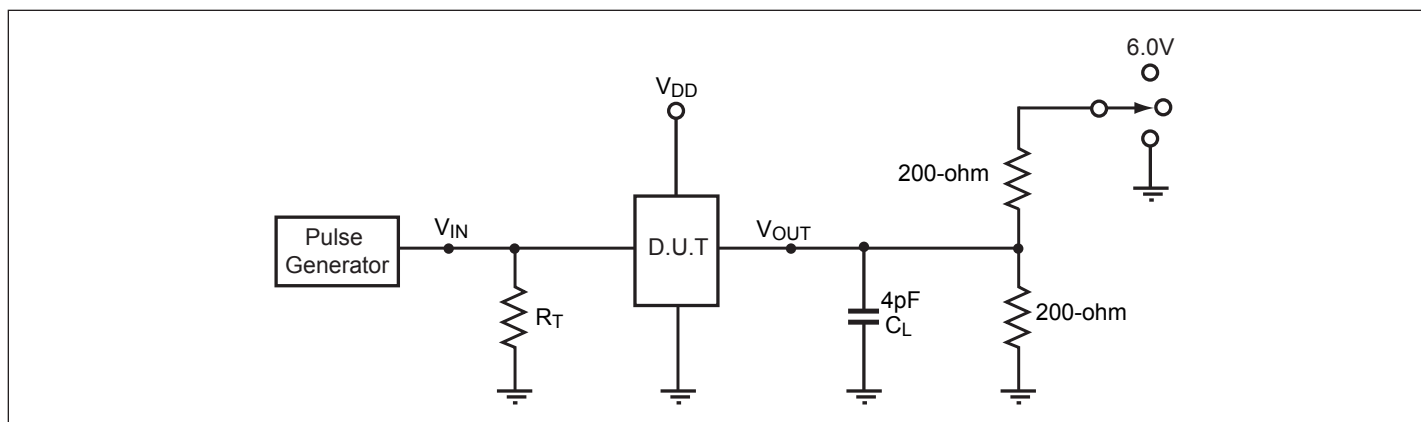 6.0V
VDD
200-ohm
Pulse
Generator
VIN
D.U.T
VOUT
RT
4pF
CL
200-ohm